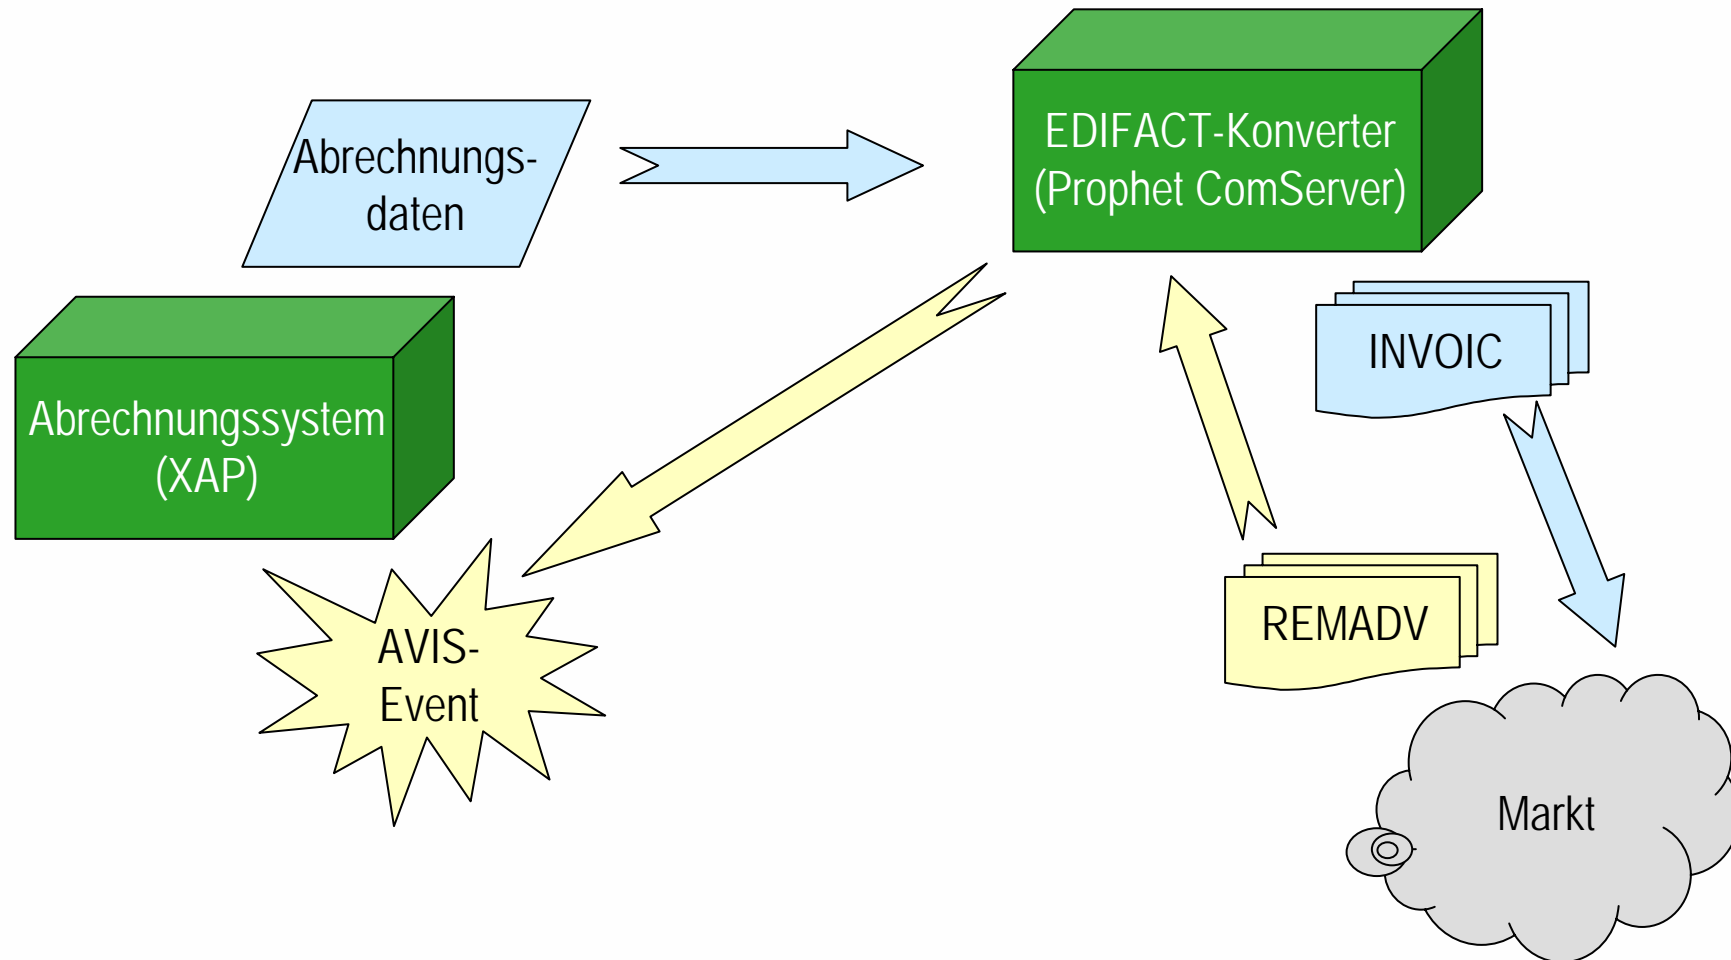 Abrechnungs-
daten
EDIFACT-Konverter
(Prophet ComServer)
Abrechnungssystem
(XAP)
INVOIC
REMADV
AVIS-
Event
Markt